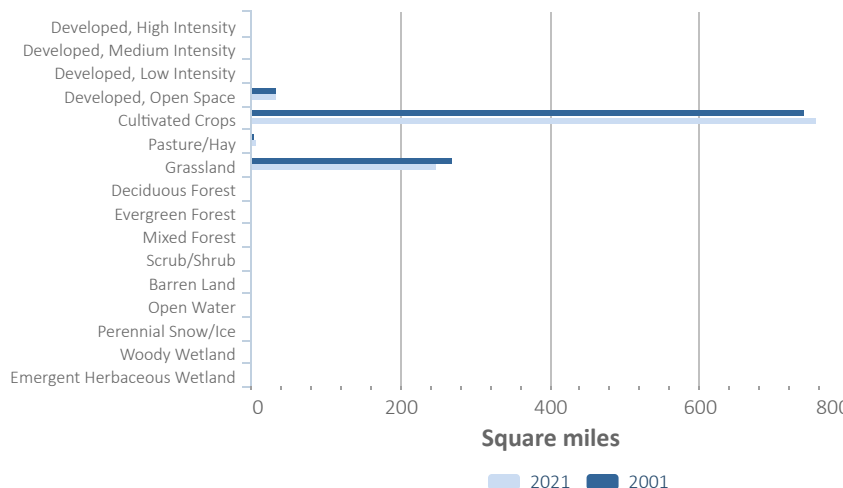 Developed, High Intensity
Developed, Medium Intensity
Developed, Low Intensity
Developed, Open Space
Cultivated Crops
Pasture/Hay
Grassland
Deciduous Forest
Evergreen Forest
Mixed Forest
Scrub/Shrub
Barren Land
Open Water
Perennial Snow/Ice
Woody Wetland
Emergent Herbaceous Wetland
0 200 400 600 800
Square miles
2021 2001